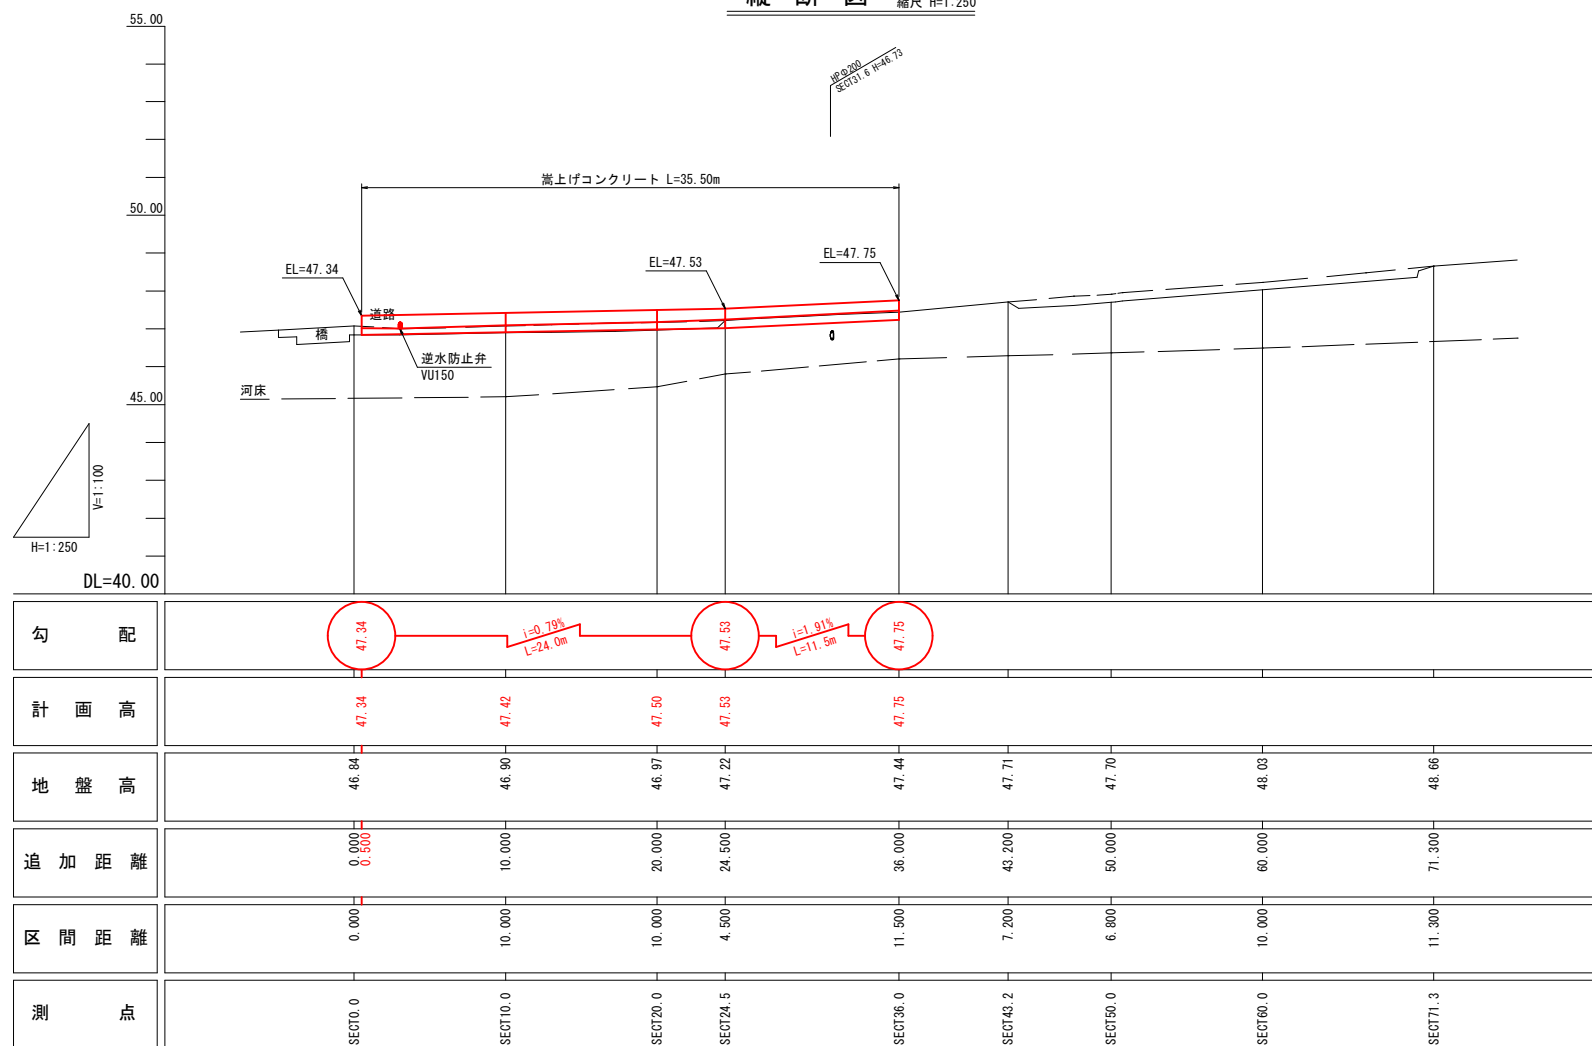 縦断図 縮尺 H=1:250
55.00
HPΦ200
SECT31.6 H=46.73
嵩上げコンクリート L=35.50m
50.00
EL=47.34
EL=47.53
EL=47.75
道路
橋
逆水防止弁
VU150
河床
45.00
V=1:100
H=1:250
DL=40.00
勾配
47.34
i=0.79%
L=24.0m
47.53
i=1.91%
L=11.5m
47.75
計画高
47.34 47.42 47.50 47.53 47.75
地盤高
46.84 46.90 46.97 47.22 47.44 47.71 47.70 48.03 48.66
追加距離
0.000 0.500 10.000 20.000 24.500 36.000 43.200 50.000 60.000 71.300
区間距離
0.000 10.000 10.000 4.500 11.500 7.200 6.800 10.000 11.300
測点
SECT0.0 SECT10.0 SECT20.0 SECT24.5 SECT36.0 SECT43.2 SECT50.0 SECT60.0 SECT71.3